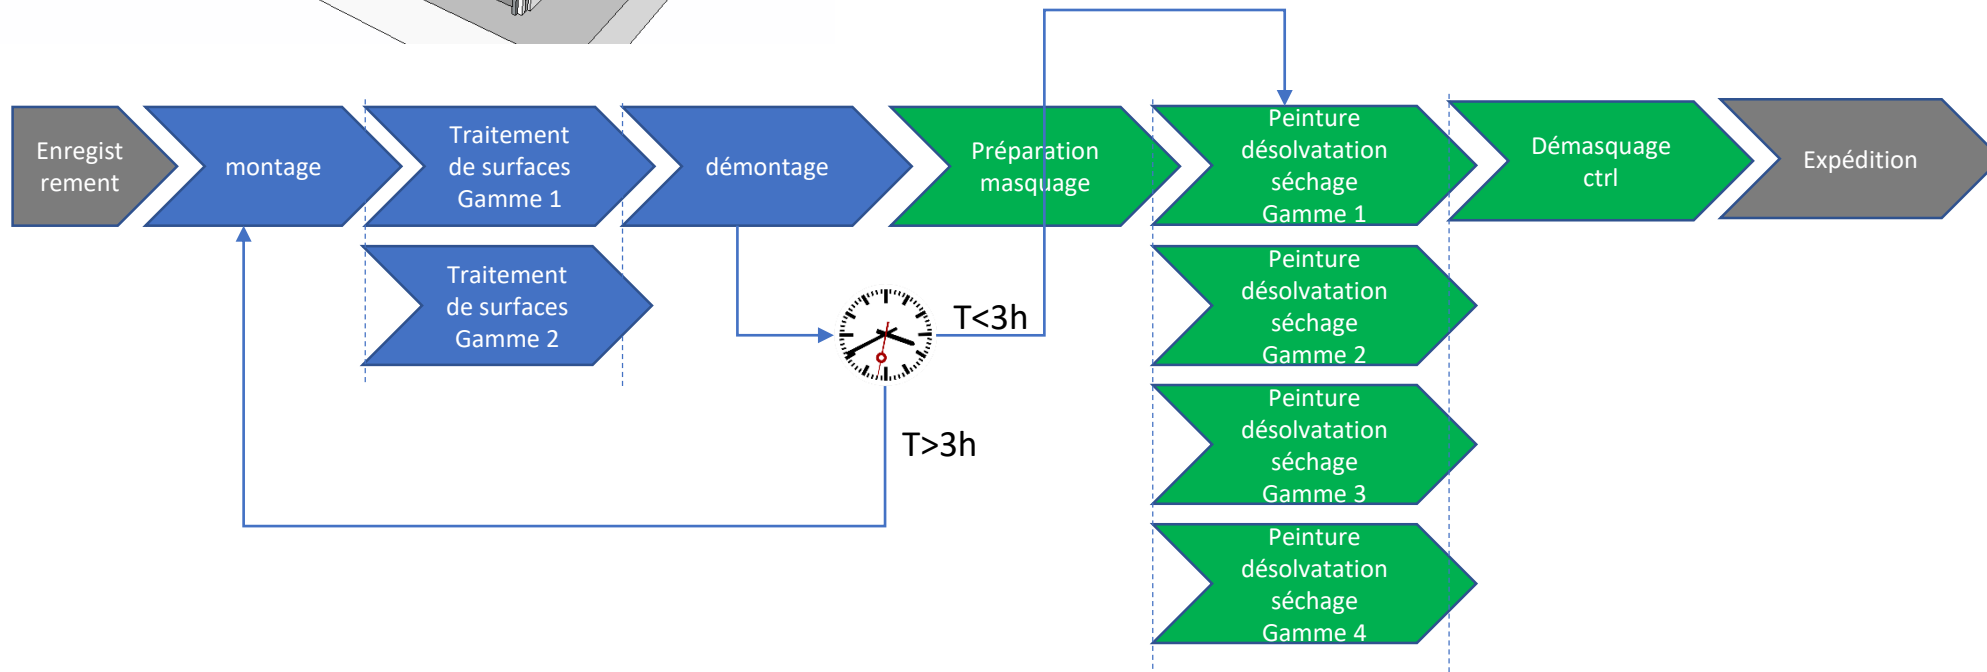 Enregist
rement
montage
Traitement
de surfaces
Gamme 1
démontage
Préparation
masquage
Peinture
désolvatation
séchage
Gamme 1
Démasquage
ctrl
Expédition
Traitement
de surfaces
Gamme 2
T<3h
Peinture
désolvatation
séchage
Gamme 2
T>3h
Peinture
désolvatation
séchage
Gamme 3
Peinture
désolvatation
séchage
Gamme 4